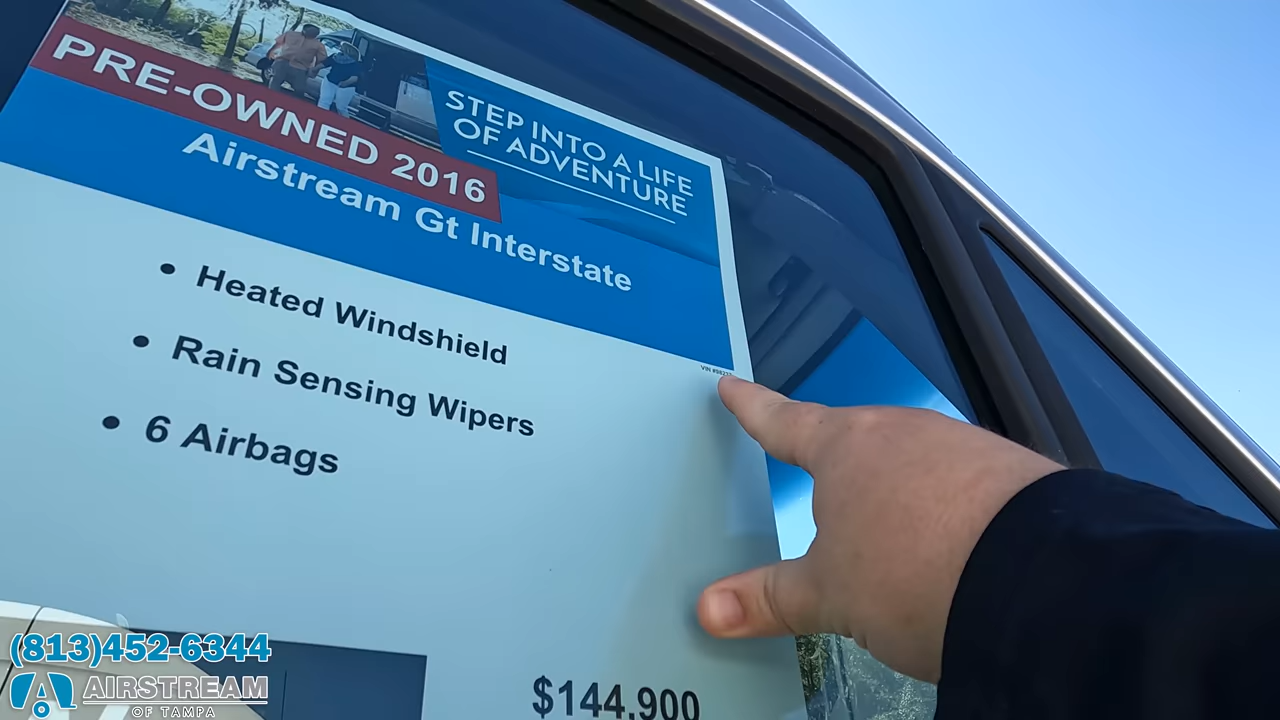 PRE-OWNED 2016
STEP INTO A LIFE
OF ADVENTURE
Airstream Gt Interstate
• Heated Windshield
• Rain Sensing Wipers
• 6 Airbags
$144,900
(813)452-6344
AIRSTREAM
OF TAMPA